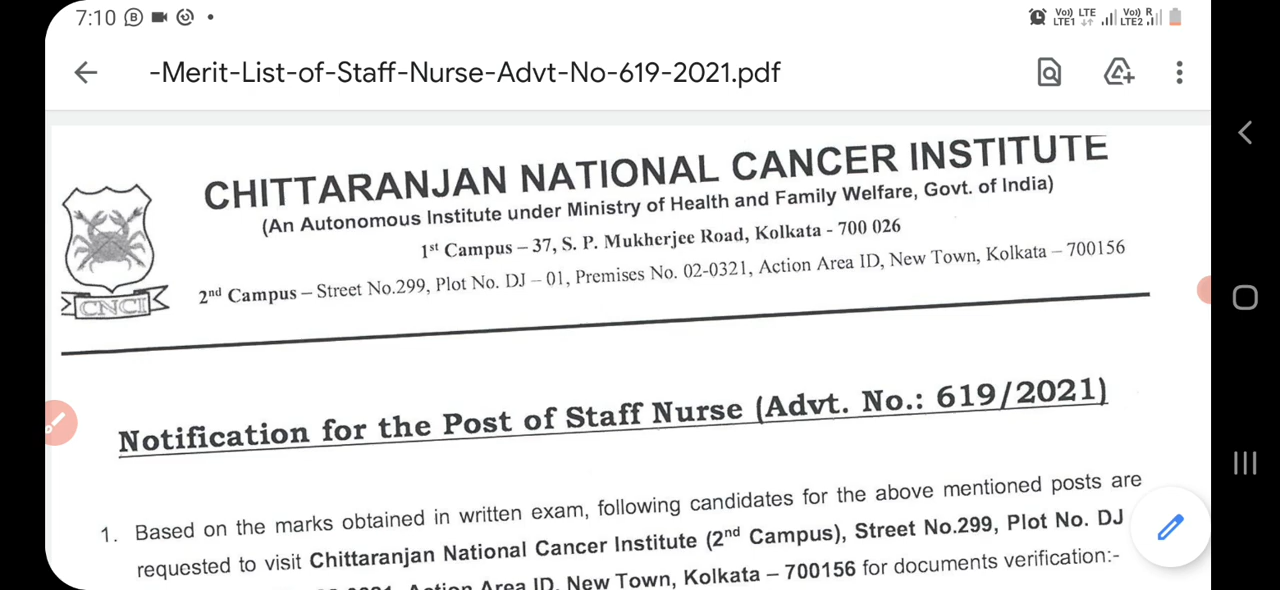 7:10
Vo)) LTE Vo)) R
LTE1 LTE2
-Merit-List-of-Staff-Nurse-Advt-No-619-2021.pdf
CHITTARANJAN NATIONAL CANCER INSTITUTE
(An Autonomous Institute under Ministry of Health and Family Welfare, Govt. of India)
1st Campus – 37, S. P. Mukherjee Road, Kolkata - 700 026
2nd Campus – Street No.299, Plot No. DJ – 01, Premises No. 02-0321, Action Area ID, New Town, Kolkata – 700156
CNCI
Notification for the Post of Staff Nurse (Advt. No.: 619/2021)
1. Based on the marks obtained in written exam, following candidates for the above mentioned posts are
requested to visit Chittaranjan National Cancer Institute (2nd Campus), Street No.299, Plot No. DJ
Action Area ID, New Town, Kolkata – 700156 for documents verification:-